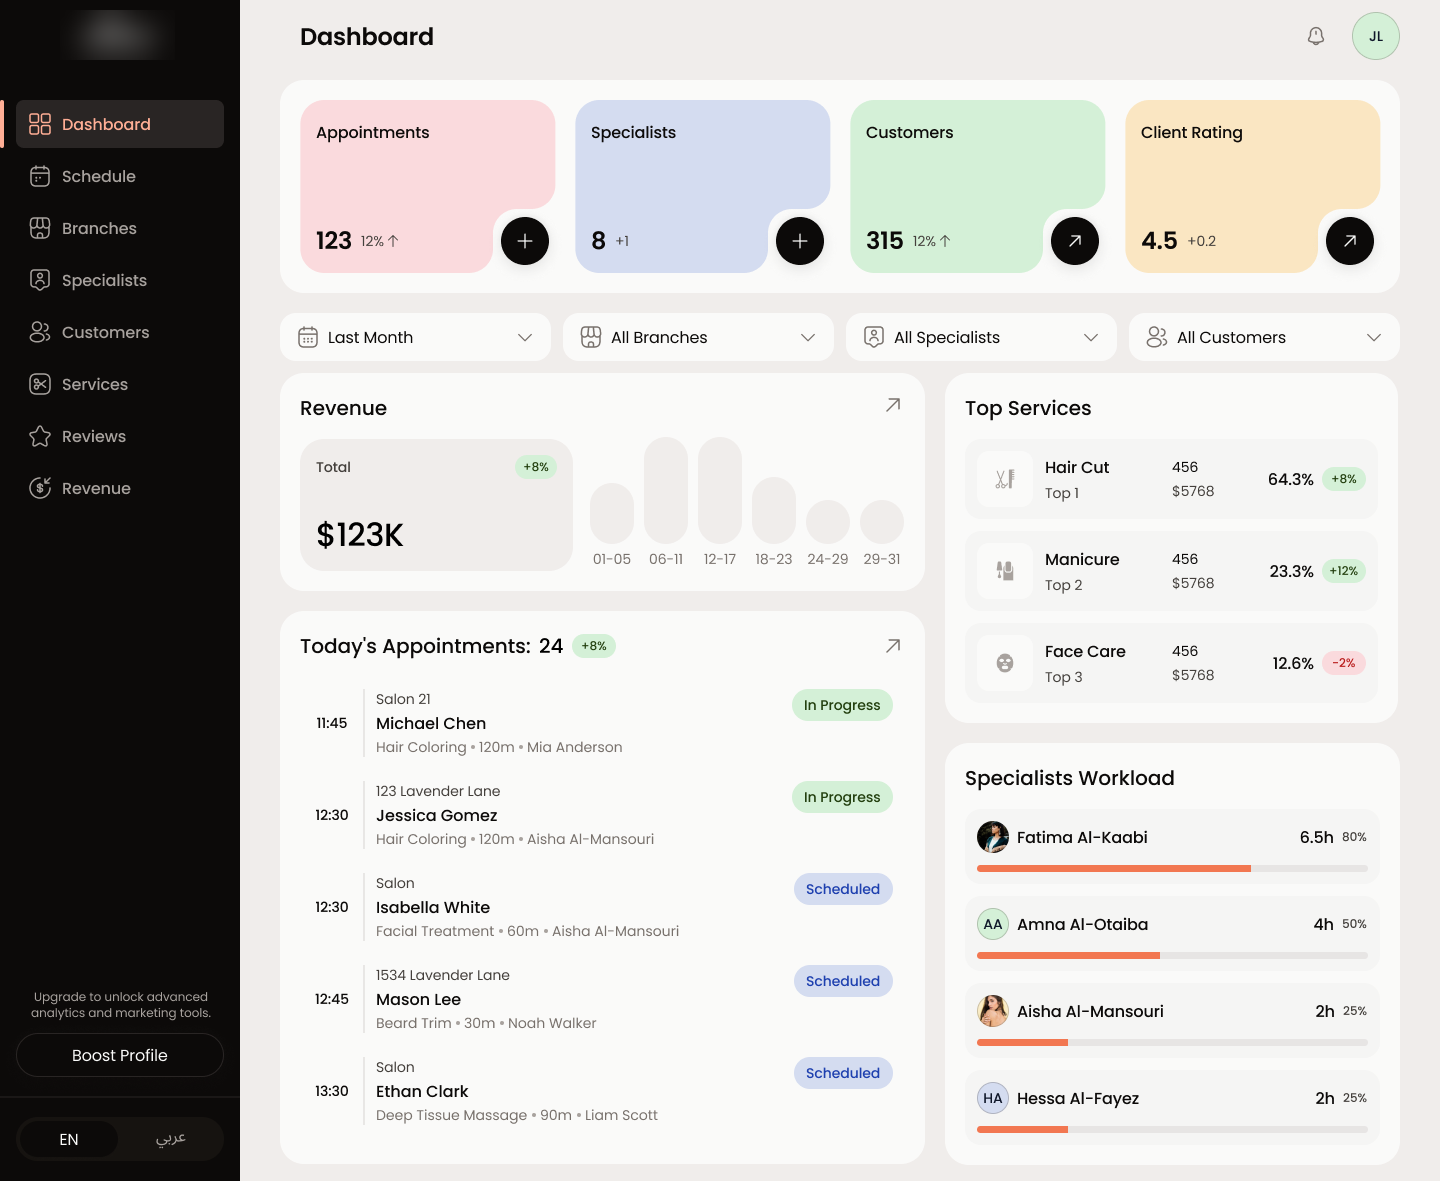 Dashboard
Schedule
Branches
Specialists
Customers
Services
Reviews
Revenue
Upgrade to unlock advanced
analytics and marketing tools.
Boost Profile
EN
عربي
Dashboard
JL
Appointments
123 12%
Specialists
8 +1
Customers
315 12%
Client Rating
4.5 +0.2
Last Month
All Branches
All Specialists
All Customers
Revenue
Total +8%
$123K
01-05 06-11 12-17 18-23 24-29 29-31
Today's Appointments: 24 +8%
Salon 21
In Progress
11:45
Michael Chen
Hair Coloring • 120m • Mia Anderson
123 Lavender Lane
In Progress
12:30
Jessica Gomez
Hair Coloring • 120m • Aisha Al-Mansouri
Salon
Scheduled
12:30
Isabella White
Facial Treatment • 60m • Aisha Al-Mansouri
1534 Lavender Lane
Scheduled
12:45
Mason Lee
Beard Trim • 30m • Noah Walker
Salon
Scheduled
13:30
Ethan Clark
Deep Tissue Massage • 90m • Liam Scott
Top Services
Hair Cut
Top 1
456
$5768
64.3% +8%
Manicure
Top 2
456
$5768
23.3% +12%
Face Care
Top 3
456
$5768
12.6% -2%
Specialists Workload
Fatima Al-Kaabi 6.5h 80%
AA Amna Al-Otaiba 4h 50%
Aisha Al-Mansouri 2h 25%
HA Hessa Al-Fayez 2h 25%